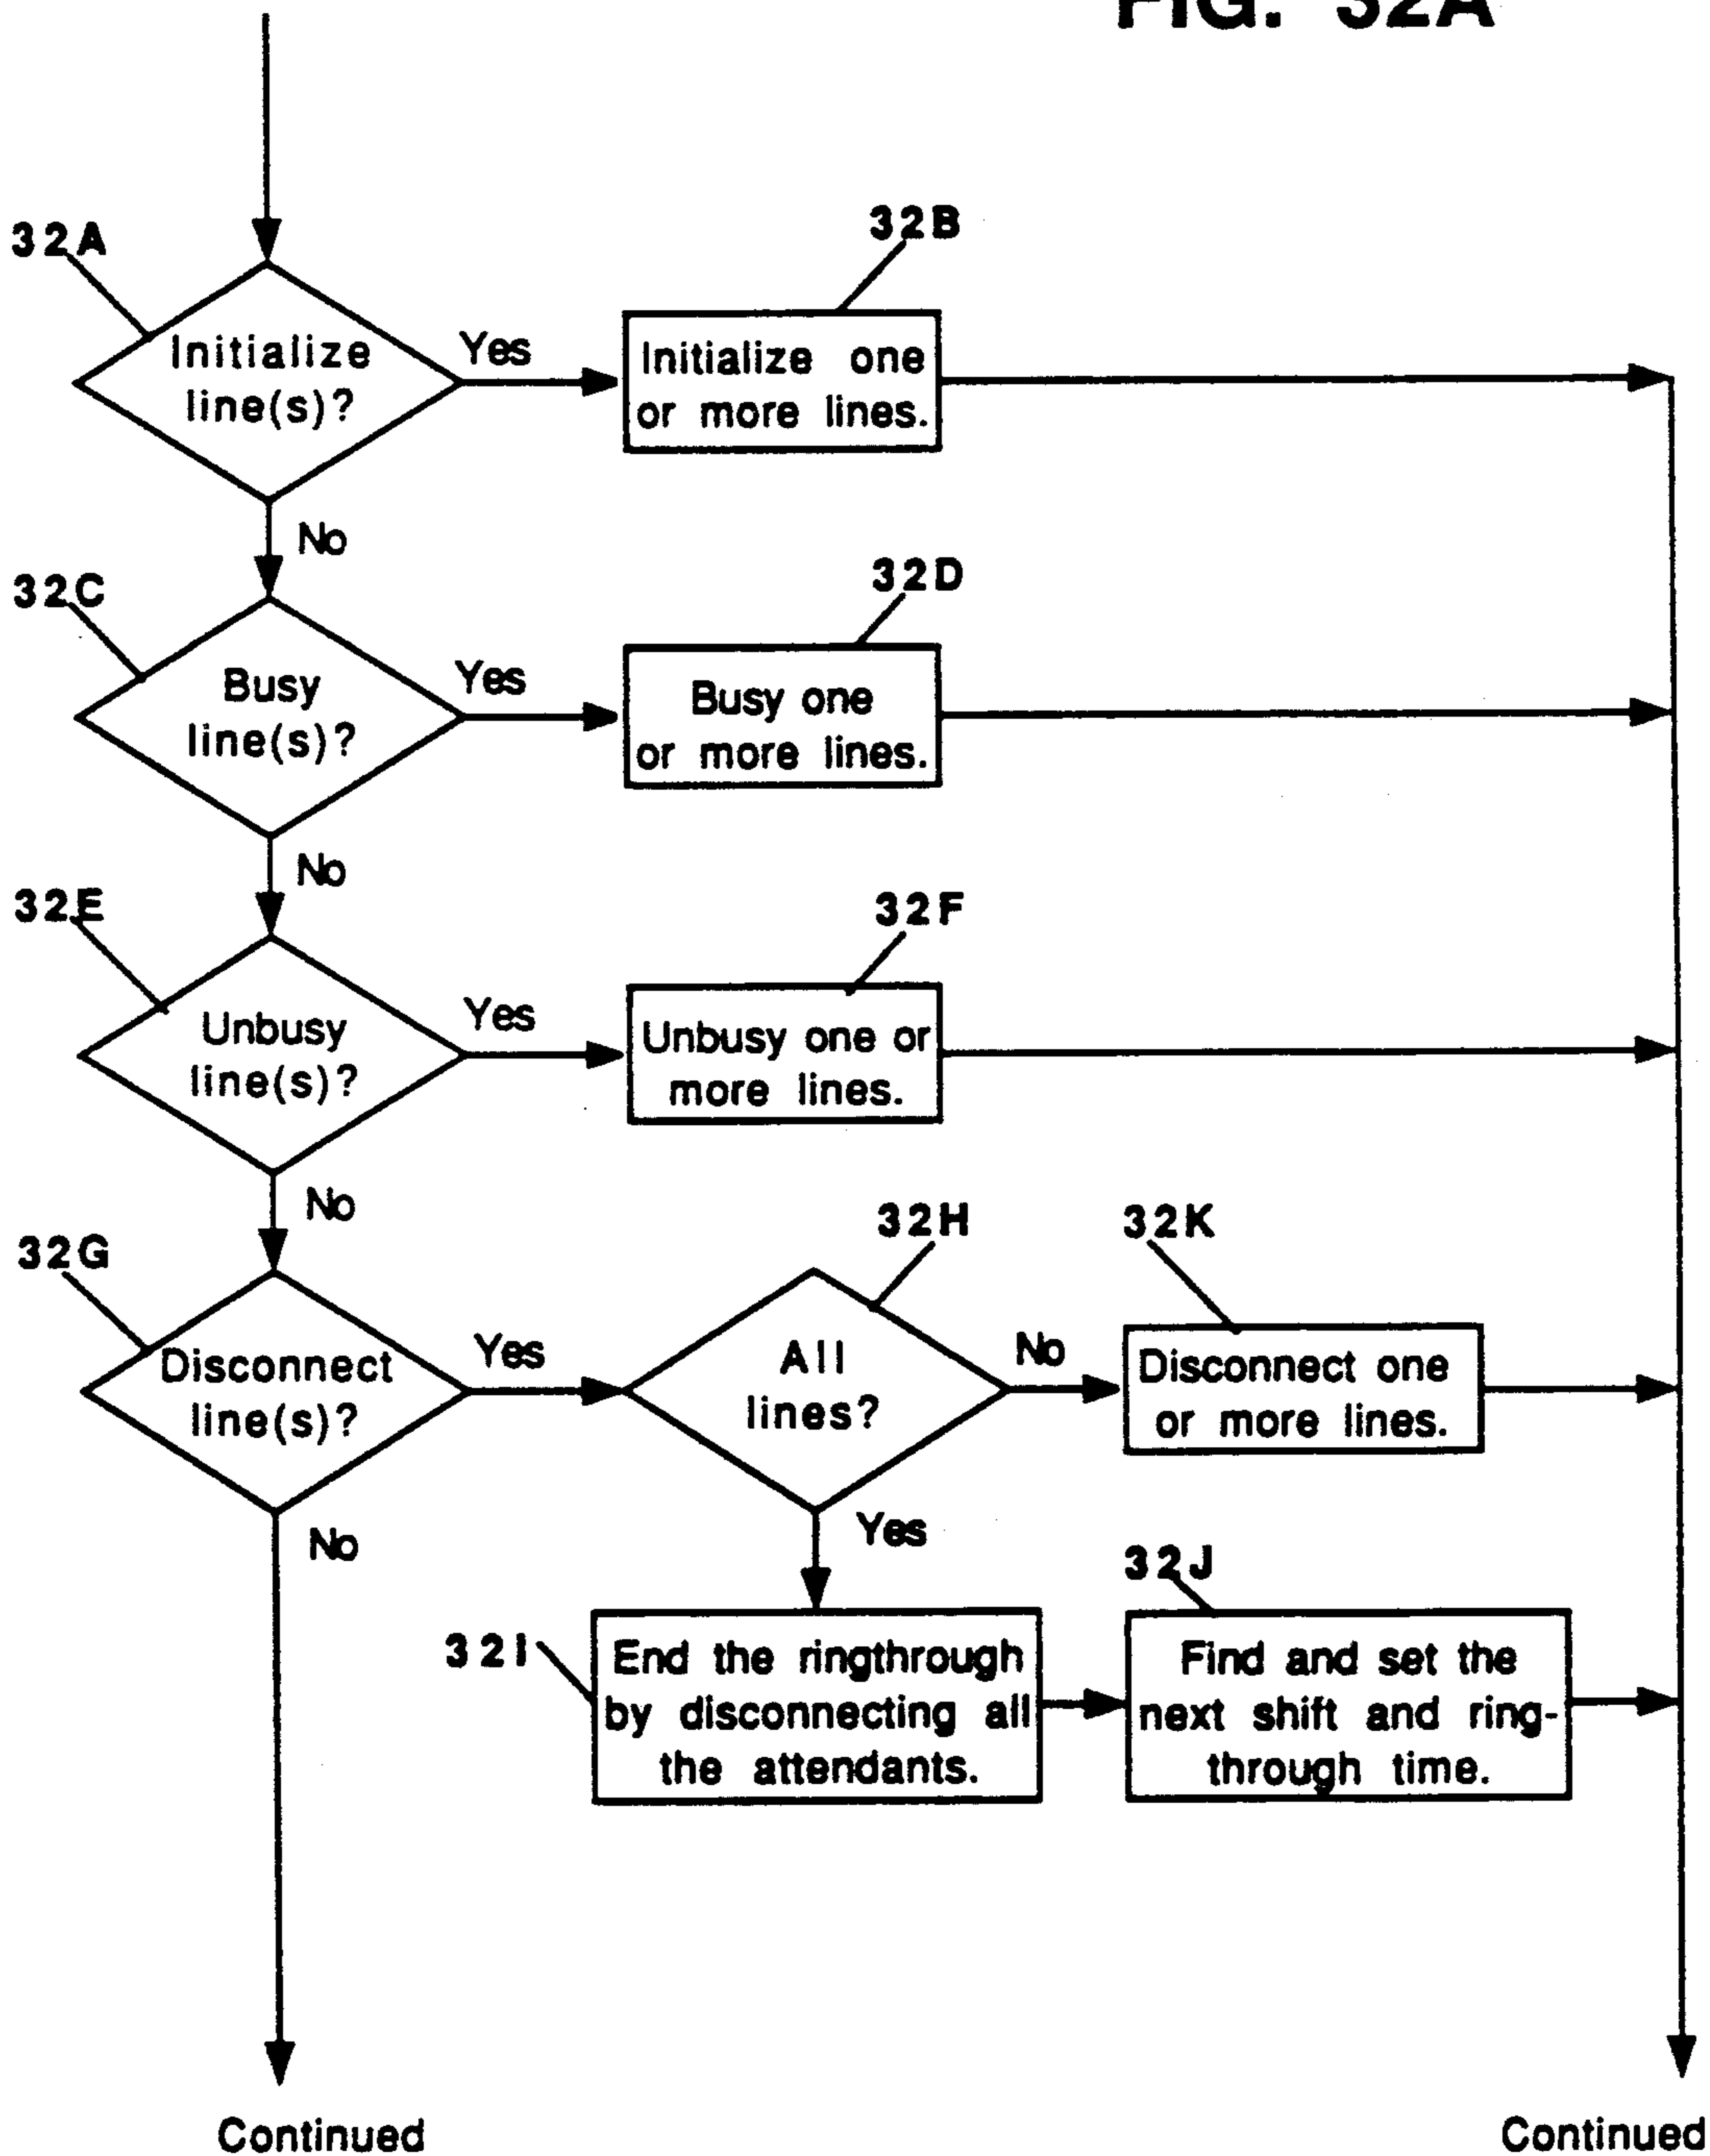 FIG. 32A
32A
32B
Initialize
line(s)?
Yes
Initialize one
or more lines.
No
32C
32D
Busy
line(s)?
Yes
Busy one
or more lines.
No
32E
32F
Unbusy
line(s)?
Yes
Unbusy one or
more lines.
No
32G
32H
32K
Disconnect
line(s)?
Yes
All
lines?
No
Disconnect one
or more lines.
No
Yes
32I
End the ringthrough
by disconnecting all
the attendants.
32J
Find and set the
next shift and ring-
through time.
Continued
Continued